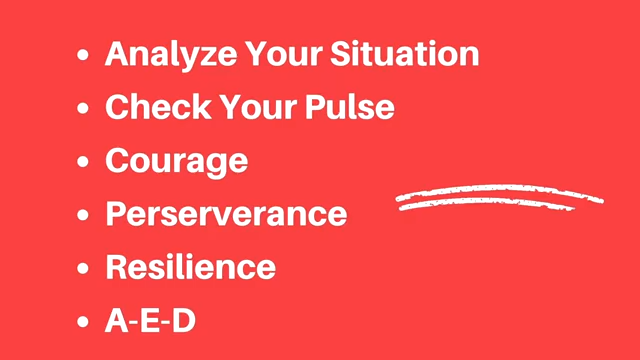 • Analyze Your Situation
• Check Your Pulse
• Courage
• Perserverance
• Resilience
• A-E-D